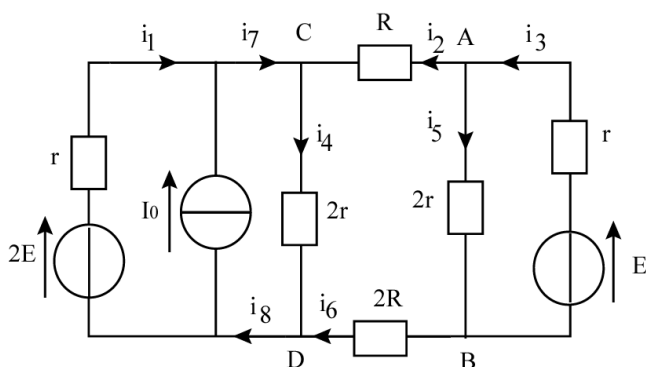 i₁ i₇ C R i₂ A i₃
r i₄ i₅ r
I₀ 2r 2r
2E E
i₈ i₆ 2R
D B